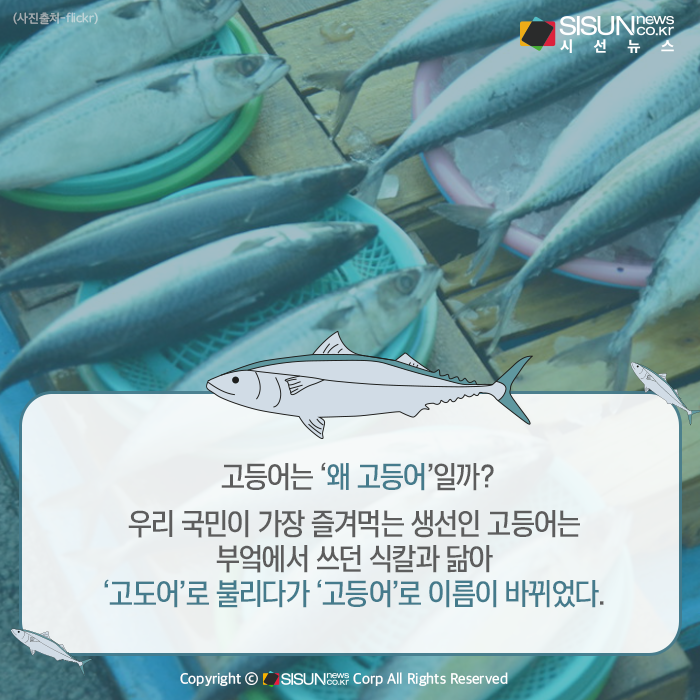 (사진출처-flickr)
SISUN news co.kr
시선뉴스
고등어는 ‘왜 고등어’일까?
우리 국민이 가장 즐겨먹는 생선인 고등어는
부엌에서 쓰던 식칼과 닮아
‘고도어’로 불리다가 ‘고등어’로 이름이 바뀌었다.
Copyright © SISUN news co.kr Corp All Rights Reserved